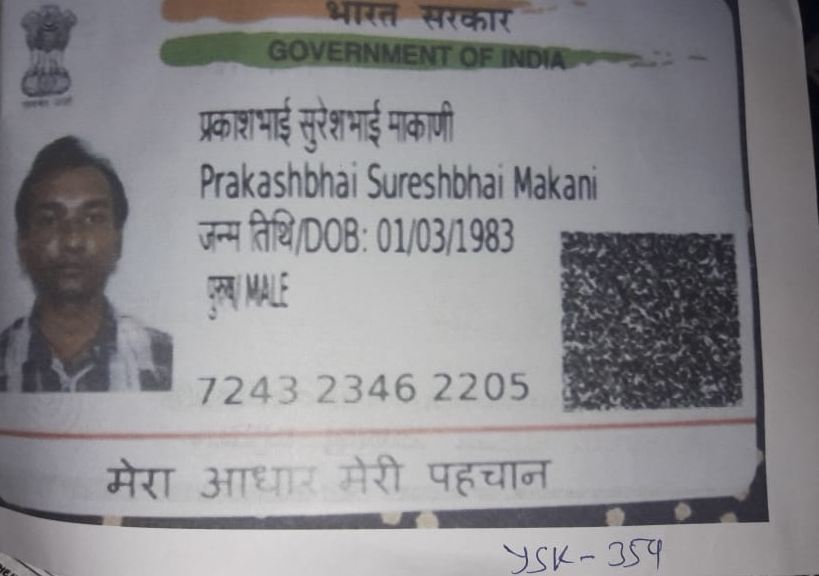 भारत सरकार
GOVERNMENT OF INDIA
प्रकाशभाई सुरेशभाई माकाणी
Prakashbhai Sureshbhai Makani
जन्म तिथि/DOB: 01/03/1983
पुरुष/ MALE
7243 2346 2205
मेरा आधार मेरी पहचान
YSK-354